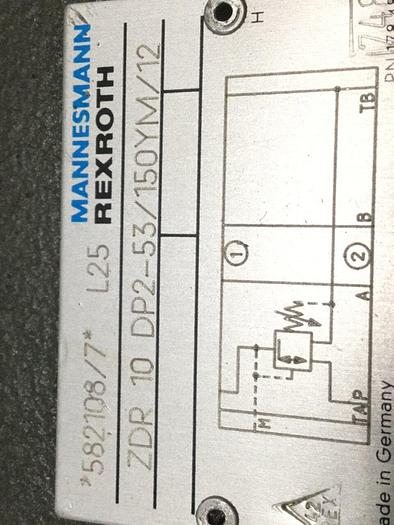 MANNESMANN
REXROTH
*582108/7* L25
ZDR 10 DP2-53/150YM/12
H
① ②
TB
B
A
TAP
M
ade in Germany